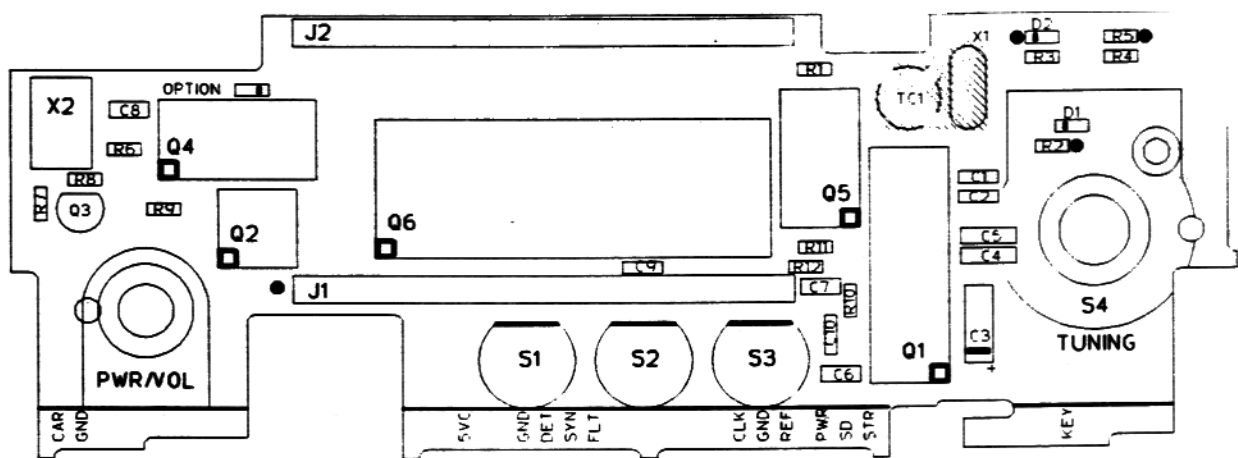 J2
X1
D2
R5
R3
R4
R1
OPTION
X2
C8
TC1
D1
R2
R6
Q4
R8
C1
R7
Q3
R9
Q5
C2
Q2
Q6
C5
R11
C4
C9
R12
J1
C7
R10
S4
C10
C3
TUNING
S1
S2
S3
Q1
+
PWR/VOL
C6
CAR
GND
5VC
GND
DET
SYN
FLT
CLK
GND
REF
PWR
SD
STR
KEY